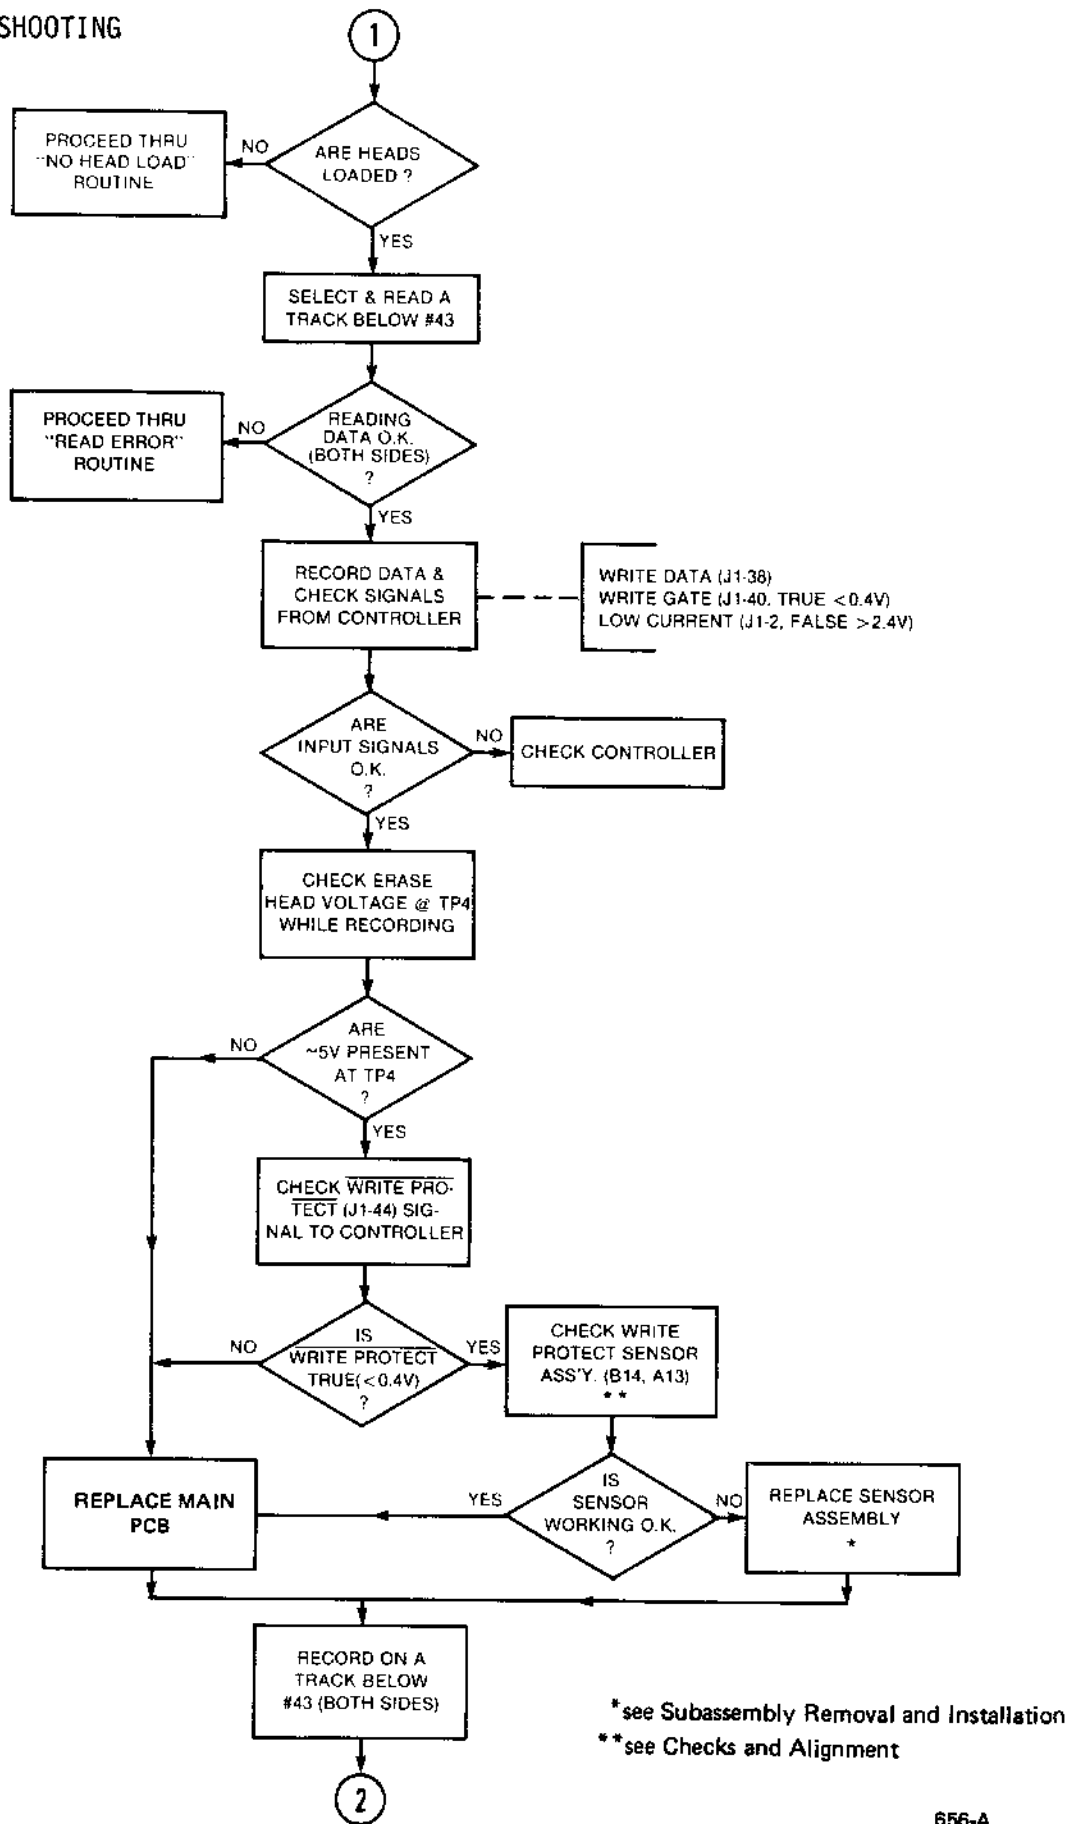 SHOOTING
1
PROCEED THRU
"NO HEAD LOAD"
ROUTINE
NO
ARE HEADS
LOADED ?
YES
SELECT & READ A
TRACK BELOW #43
PROCEED THRU
"READ ERROR"
ROUTINE
NO
READING
DATA O.K.
(BOTH SIDES)
?
YES
RECORD DATA &
CHECK SIGNALS
FROM CONTROLLER
WRITE DATA (J1-38)
WRITE GATE (J1-40, TRUE <0.4V)
LOW CURRENT (J1-2, FALSE >2.4V)
ARE
INPUT SIGNALS
O.K.
?
NO
CHECK CONTROLLER
YES
CHECK ERASE
HEAD VOLTAGE @ TP4
WHILE RECORDING
ARE
~5V PRESENT
AT TP4
?
NO
YES
CHECK WRITE PRO-
TECT (J1-44) SIG-
NAL TO CONTROLLER
IS
WRITE PROTECT
TRUE(<0.4V)
?
NO
YES
CHECK WRITE
PROTECT SENSOR
ASS'Y. (B14, A13)
**
IS
SENSOR
WORKING O.K.
?
YES
NO
REPLACE MAIN
PCB
REPLACE SENSOR
ASSEMBLY
*
RECORD ON A
TRACK BELOW
#43 (BOTH SIDES)
*see Subassembly Removal and Installation
**see Checks and Alignment
2
656-A